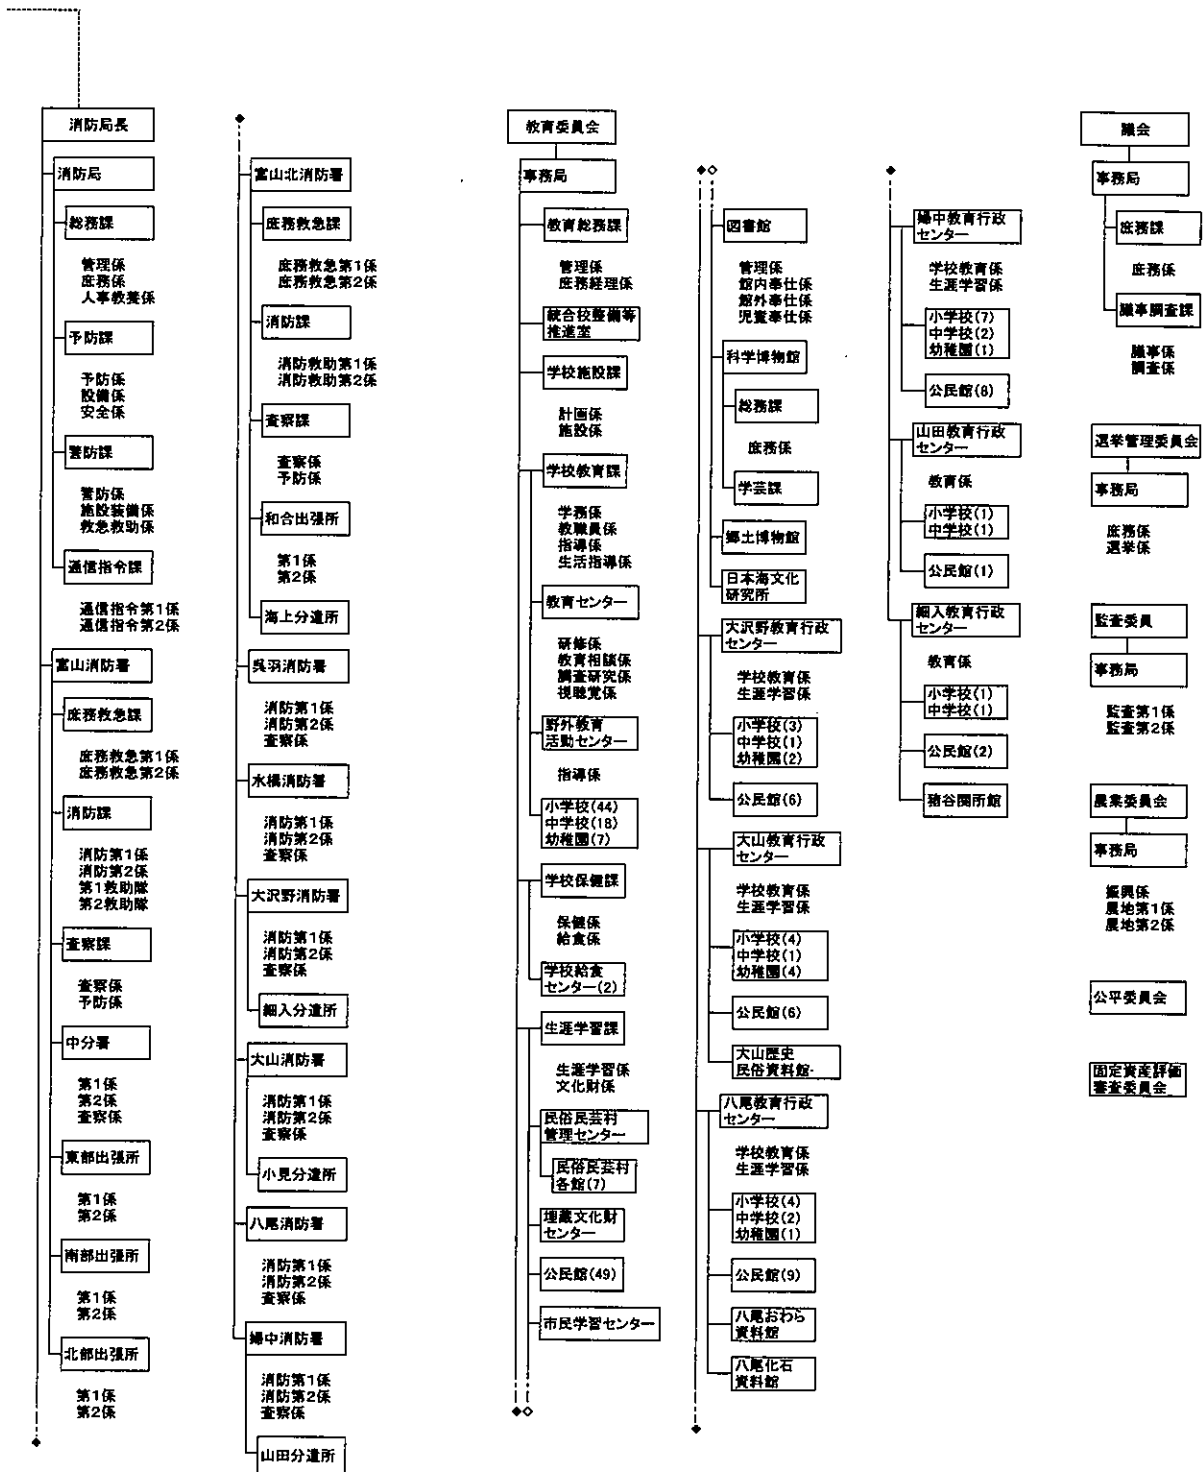 消防局長
消防局
総務課
管理係
庶務係
人事教養係
予防課
予防係
設備係
安全係
警防課
警防係
施設装備係
救急救助係
通信指令課
通信指令第1係
通信指令第2係
富山消防署
庶務救急課
庶務救急第1係
庶務救急第2係
消防課
消防第1係
消防第2係
第1救助隊
第2救助隊
査察課
査察係
予防係
中分署
第1係
第2係
査察係
東部出張所
第1係
第2係
南部出張所
第1係
第2係
北部出張所
第1係
第2係
富山北消防署
庶務救急課
庶務救急第1係
庶務救急第2係
消防課
消防救助第1係
消防救助第2係
査察課
査察係
予防係
和合出張所
第1係
第2係
海上分遣所
呉羽消防署
消防第1係
消防第2係
査察係
水橋消防署
消防第1係
消防第2係
査察係
大沢野消防署
消防第1係
消防第2係
査察係
細入分遣所
大山消防署
消防第1係
消防第2係
査察係
小見分遣所
八尾消防署
消防第1係
消防第2係
査察係
婦中消防署
消防第1係
消防第2係
査察係
山田分遣所
教育委員会
事務局
教育総務課
管理係
庶務経理係
統合校整備等
推進室
学校施設課
計画係
施設係
学校教育課
学務係
教職員係
指導係
生活指導係
教育センター
研修係
教育相談係
調査研究係
視聴覚係
野外教育
活動センター
指導係
小学校(44)
中学校(18)
幼稚園(7)
学校保健課
保健係
給食係
学校給食
センター(2)
生涯学習課
生涯学習係
文化財係
民俗民芸村
管理センター
民俗民芸村
各館(7)
埋蔵文化財
センター
公民館(49)
市民学習センター
図書館
管理係
館内奉仕係
館外奉仕係
児童奉仕係
科学博物館
総務課
庶務係
学芸課
郷土博物館
日本海文化
研究所
大沢野教育行政
センター
学校教育係
生涯学習係
小学校(3)
中学校(1)
幼稚園(2)
公民館(6)
大山教育行政
センター
学校教育係
生涯学習係
小学校(4)
中学校(1)
幼稚園(4)
公民館(6)
大山歴史
民俗資料館
八尾教育行政
センター
学校教育係
生涯学習係
小学校(4)
中学校(2)
幼稚園(1)
公民館(9)
八尾おわら
資料館
八尾化石
資料館
婦中教育行政
センター
学校教育係
生涯学習係
小学校(7)
中学校(2)
幼稚園(1)
公民館(8)
山田教育行政
センター
教育係
小学校(1)
中学校(1)
公民館(1)
細入教育行政
センター
教育係
小学校(1)
中学校(1)
公民館(2)
猪谷関所館
議会
事務局
庶務課
庶務係
議事調査課
議事係
調査係
選挙管理委員会
事務局
庶務係
選挙係
監査委員
事務局
監査第1係
監査第2係
農業委員会
事務局
振興係
農地第1係
農地第2係
公平委員会
固定資産評価
審査委員会